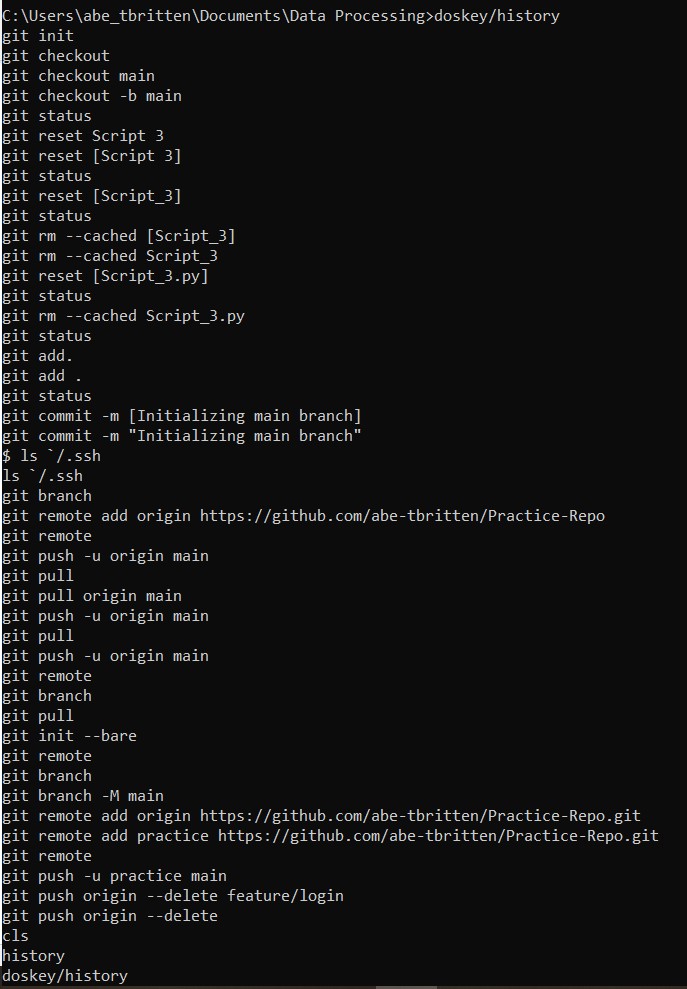 C:\Users\abe_tbritten\Documents\Data Processing>doskey/history
git init
git checkout
git checkout main
git checkout -b main
git status
git reset Script 3
git reset [Script 3]
git status
git reset [Script_3]
git status
git rm --cached [Script_3]
git rm --cached Script_3
git reset [Script_3.py]
git status
git rm --cached Script_3.py
git status
git add.
git add .
git status
git commit -m [Initializing main branch]
git commit -m "Initializing main branch"
$ ls `/.ssh
ls `/.ssh
git branch
git remote add origin https://github.com/abe-tbritten/Practice-Repo
git remote
git push -u origin main
git pull
git pull origin main
git push -u origin main
git pull
git push -u origin main
git remote
git branch
git pull
git init --bare
git remote
git branch
git branch -M main
git remote add origin https://github.com/abe-tbritten/Practice-Repo.git
git remote add practice https://github.com/abe-tbritten/Practice-Repo.git
git remote
git push -u practice main
git push origin --delete feature/login
git push origin --delete
cls
history
doskey/history